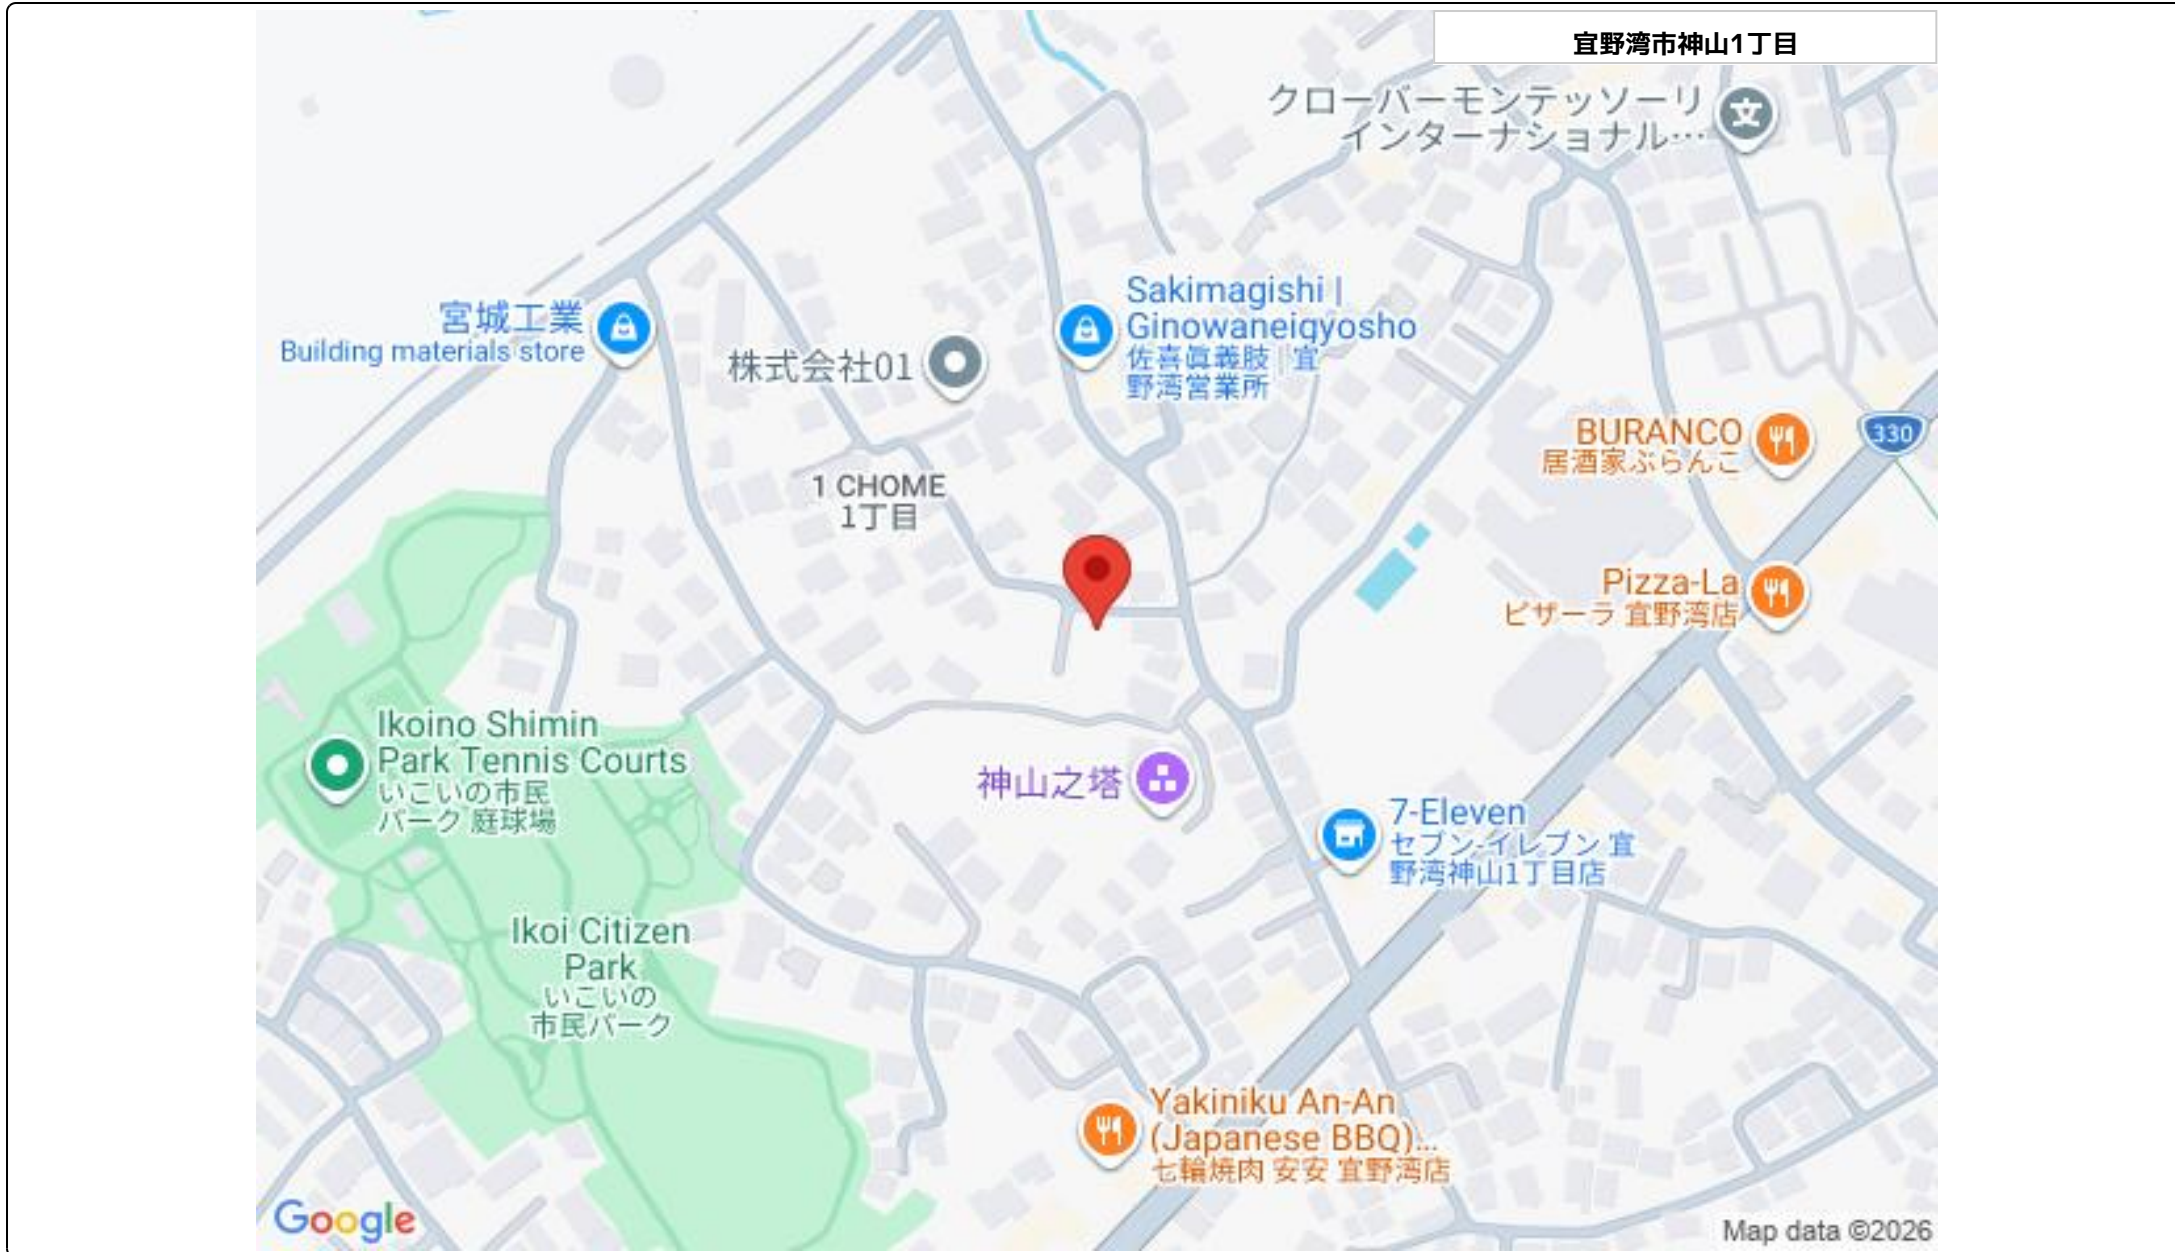 宜野湾市神山1丁目
クローバーモンテッソーリ
インターナショナル…
文
Sakimagishi |
Ginowaneigyosho
佐喜眞義肢 | 宜
野湾営業所
宮城工業
Building materials store
株式会社01
BURANCO
居酒家ぶらんこ
330
1 CHOME
1丁目
Pizza-La
ピザーラ 宜野湾店
Ikoino Shimin
Park Tennis Courts
いこいの市民
パーク 庭球場
神山之塔
7-Eleven
セブン-イレブン 宜
野湾神山1丁目店
Ikoi Citizen
Park
いこいの
市民パーク
Yakiniku An-An
(Japanese BBQ)...
七輪焼肉 安安 宜野湾店
Google
Map data ©2026